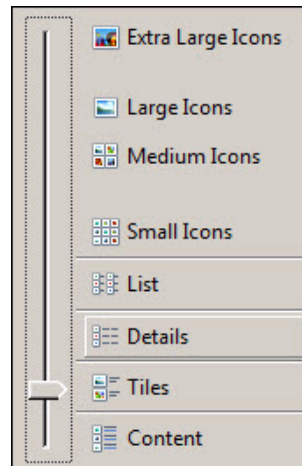 Extra Large Icons
Large Icons
Medium Icons
Small Icons
List
Details
Tiles
Content